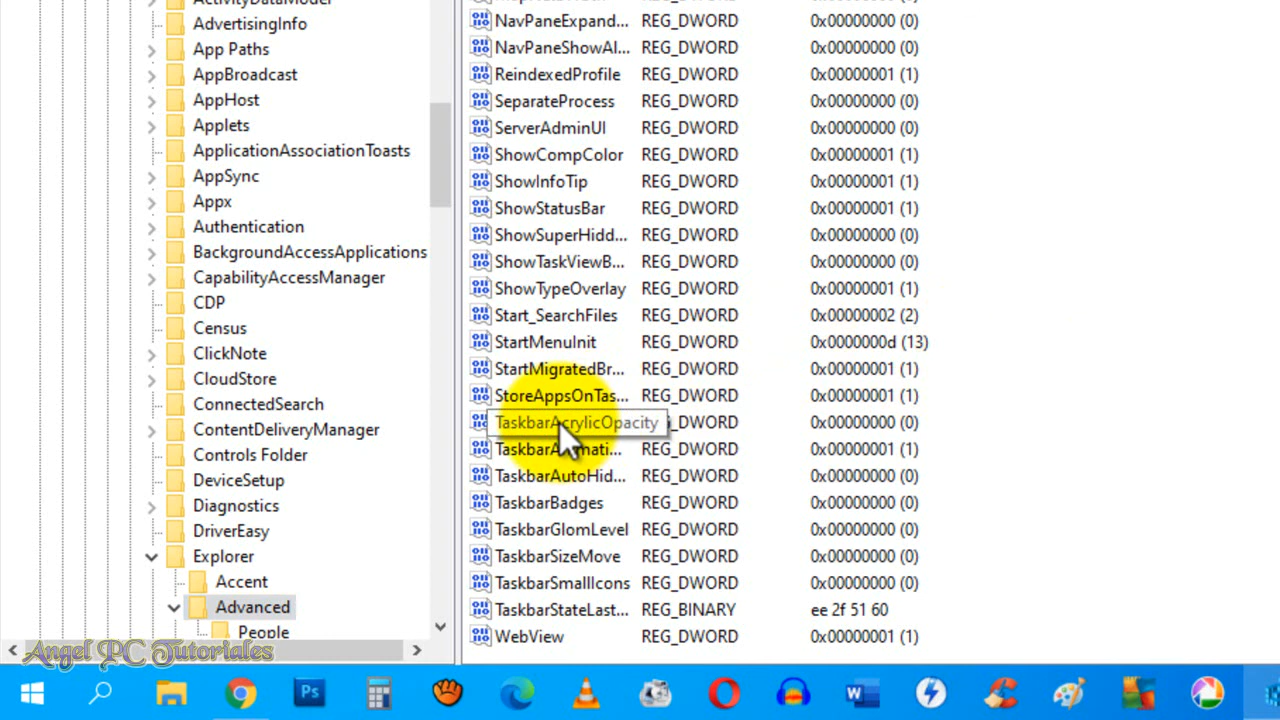 AdvertisingInfo
App Paths
AppBroadcast
AppHost
Applets
ApplicationAssociationToasts
AppSync
Appx
Authentication
BackgroundAccessApplications
CapabilityAccessManager
CDP
Census
ClickNote
CloudStore
ConnectedSearch
ContentDeliveryManager
Controls Folder
DeviceSetup
Diagnostics
DriverEasy
Explorer
Accent
Advanced
People
NavPaneExpand... REG_DWORD 0x00000000 (0)
NavPaneShowAl... REG_DWORD 0x00000000 (0)
ReindexedProfile REG_DWORD 0x00000001 (1)
SeparateProcess REG_DWORD 0x00000000 (0)
ServerAdminUI REG_DWORD 0x00000000 (0)
ShowCompColor REG_DWORD 0x00000001 (1)
ShowInfoTip REG_DWORD 0x00000001 (1)
ShowStatusBar REG_DWORD 0x00000001 (1)
ShowSuperHidd... REG_DWORD 0x00000000 (0)
ShowTaskViewB... REG_DWORD 0x00000000 (0)
ShowTypeOverlay REG_DWORD 0x00000001 (1)
Start_SearchFiles REG_DWORD 0x00000002 (2)
StartMenuInit REG_DWORD 0x0000000d (13)
StartMigratedBr... REG_DWORD 0x00000001 (1)
StoreAppsOnTas... REG_DWORD 0x00000001 (1)
TaskbarAcrylicOpacity 0x00000000 (0)
TaskbarAnimati... REG_DWORD 0x00000001 (1)
TaskbarAutoHid... REG_DWORD 0x00000000 (0)
TaskbarBadges REG_DWORD 0x00000000 (0)
TaskbarGlomLevel REG_DWORD 0x00000000 (0)
TaskbarSizeMove REG_DWORD 0x00000000 (0)
TaskbarSmallIcons REG_DWORD 0x00000000 (0)
TaskbarStateLast... REG_BINARY ee 2f 51 60
WebView REG_DWORD 0x00000001 (1)
Angel PC Tutoriales
Ps
W